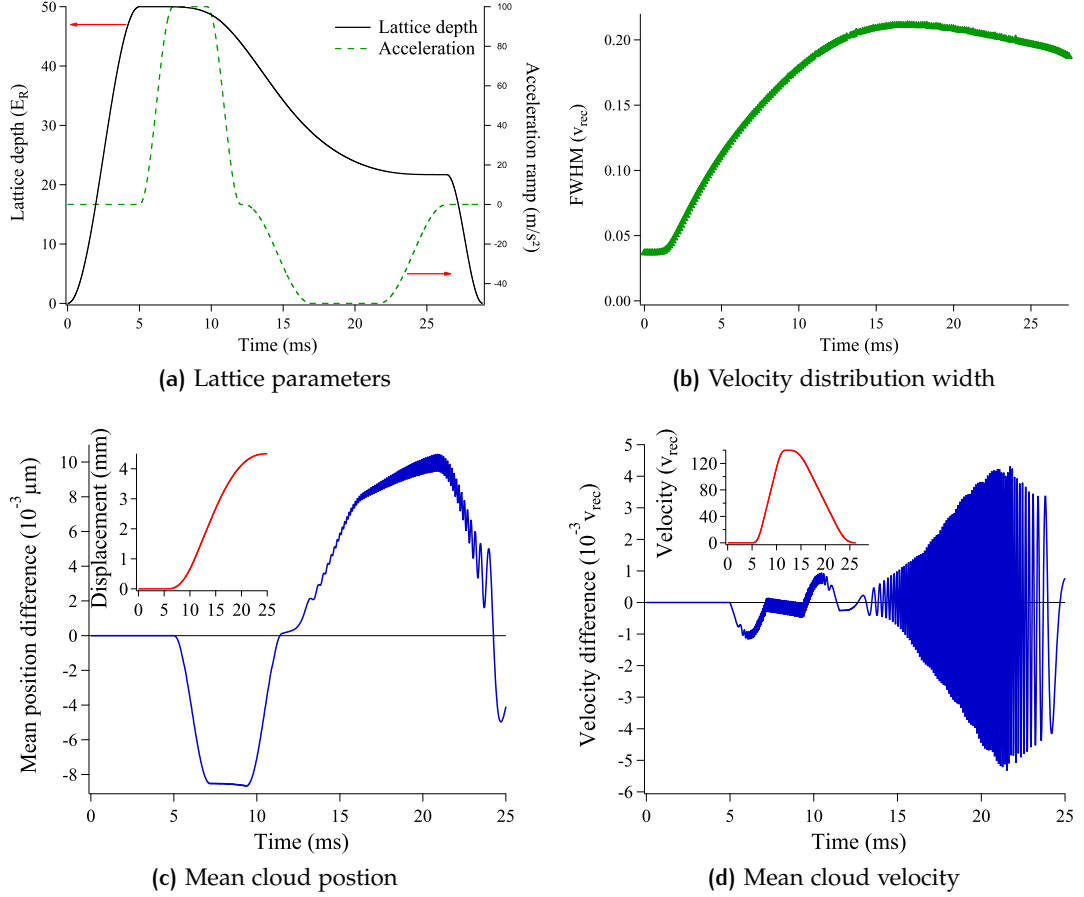 50
40
30
20
10
0
Lattice depth (E_R)
Lattice depth
Acceleration
100
80
60
40
20
0
-20
-40
Acceleration ramp (m/s²)
0 5 10 15 20 25
Time (ms)
(a) Lattice parameters
0.20
0.15
0.10
0.05
0.00
FWHM (v_rec)
0 5 10 15 20 25
Time (ms)
(b) Velocity distribution width
10
8
6
4
2
0
-2
-4
-6
-8
Mean position difference (10⁻³ µm)
Displacement (mm)
4
3
2
1
0
0 5 10 15 20 25
0 5 10 15 20 25
Time (ms)
(c) Mean cloud postion
5
4
3
2
1
0
-1
-2
-3
-4
-5
-6
Velocity difference (10⁻³ v_rec)
Velocity (v_rec)
120
80
40
0
0 5 10 15 20 25
0 5 10 15 20 25
Time (ms)
(d) Mean cloud velocity